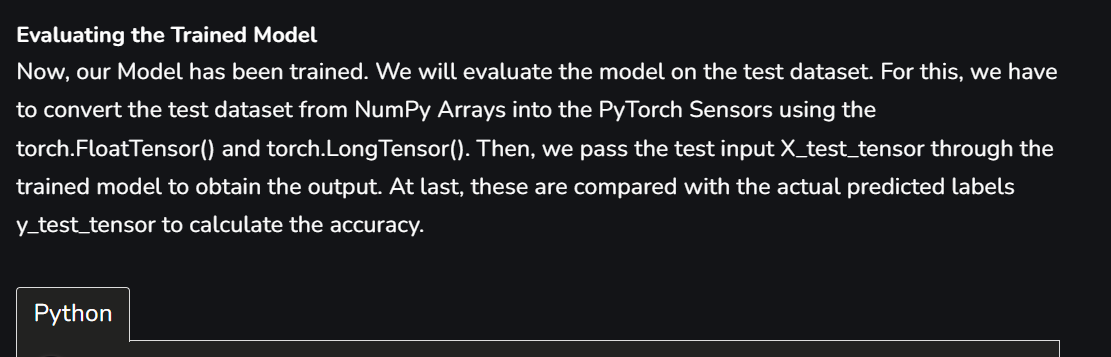 Evaluating the Trained Model
Now, our Model has been trained. We will evaluate the model on the test dataset. For this, we have
to convert the test dataset from NumPy Arrays into the PyTorch Sensors using the
torch.FloatTensor() and torch.LongTensor(). Then, we pass the test input X_test_tensor through the
trained model to obtain the output. At last, these are compared with the actual predicted labels
y_test_tensor to calculate the accuracy.
Python